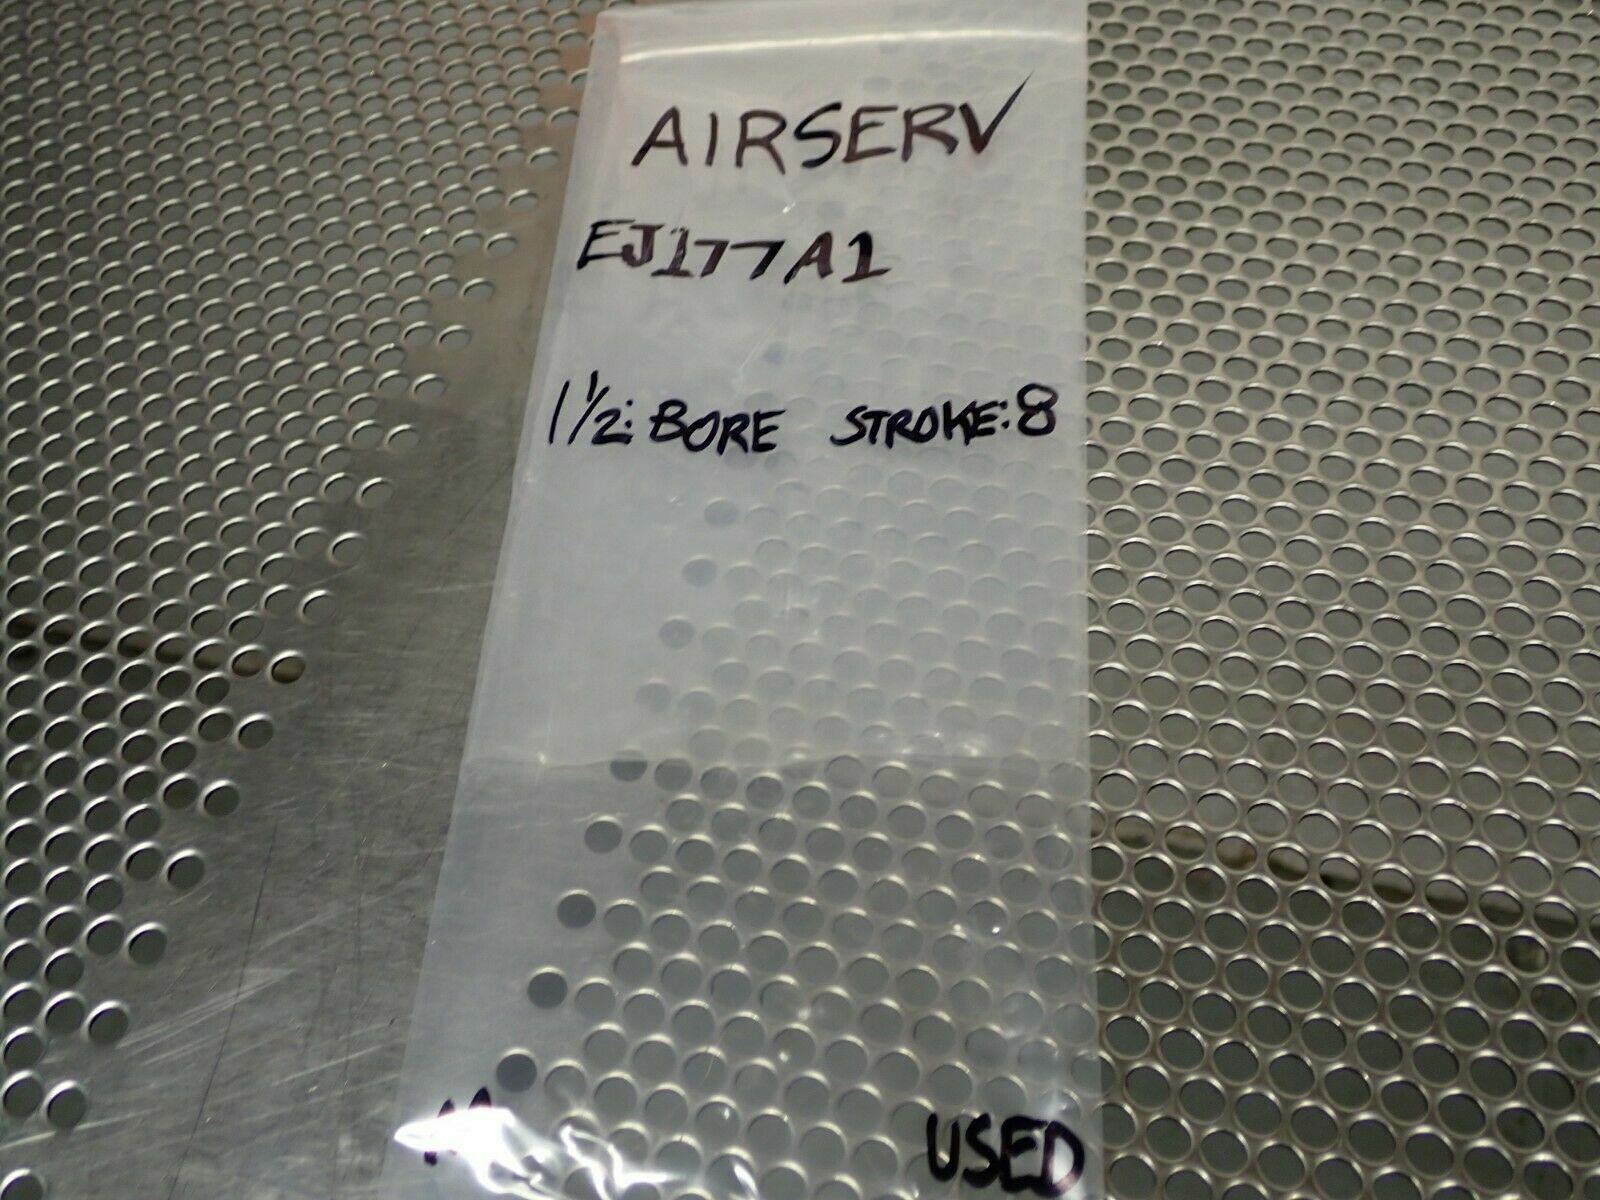 AIRSERV
EJ177A1
1 1/2: BORE STROKE:8
USED